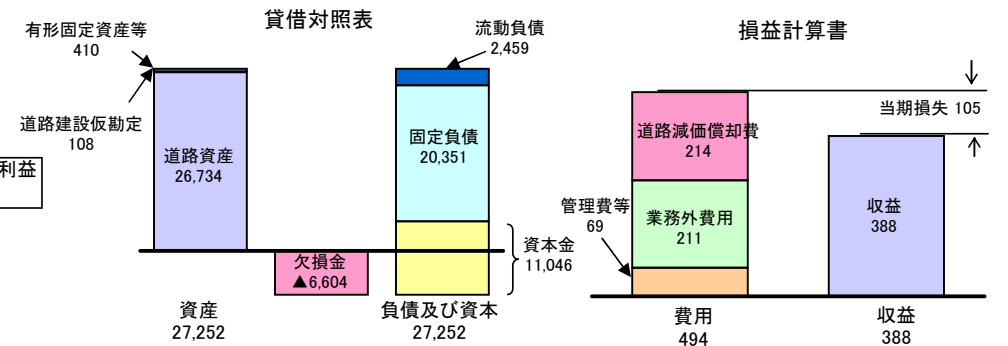 貸借対照表
有形固定資産等
410
道路建設仮勘定
108
利益
道路資産
26,734
流動負債
2,459
固定負債
20,351
資本金
11,046
欠損金
▲6,604
資産
27,252
負債及び資本
27,252
損益計算書
当期損失 105
道路減価償却費
214
業務外費用
211
管理費等
69
収益
388
費用
494
収益
388